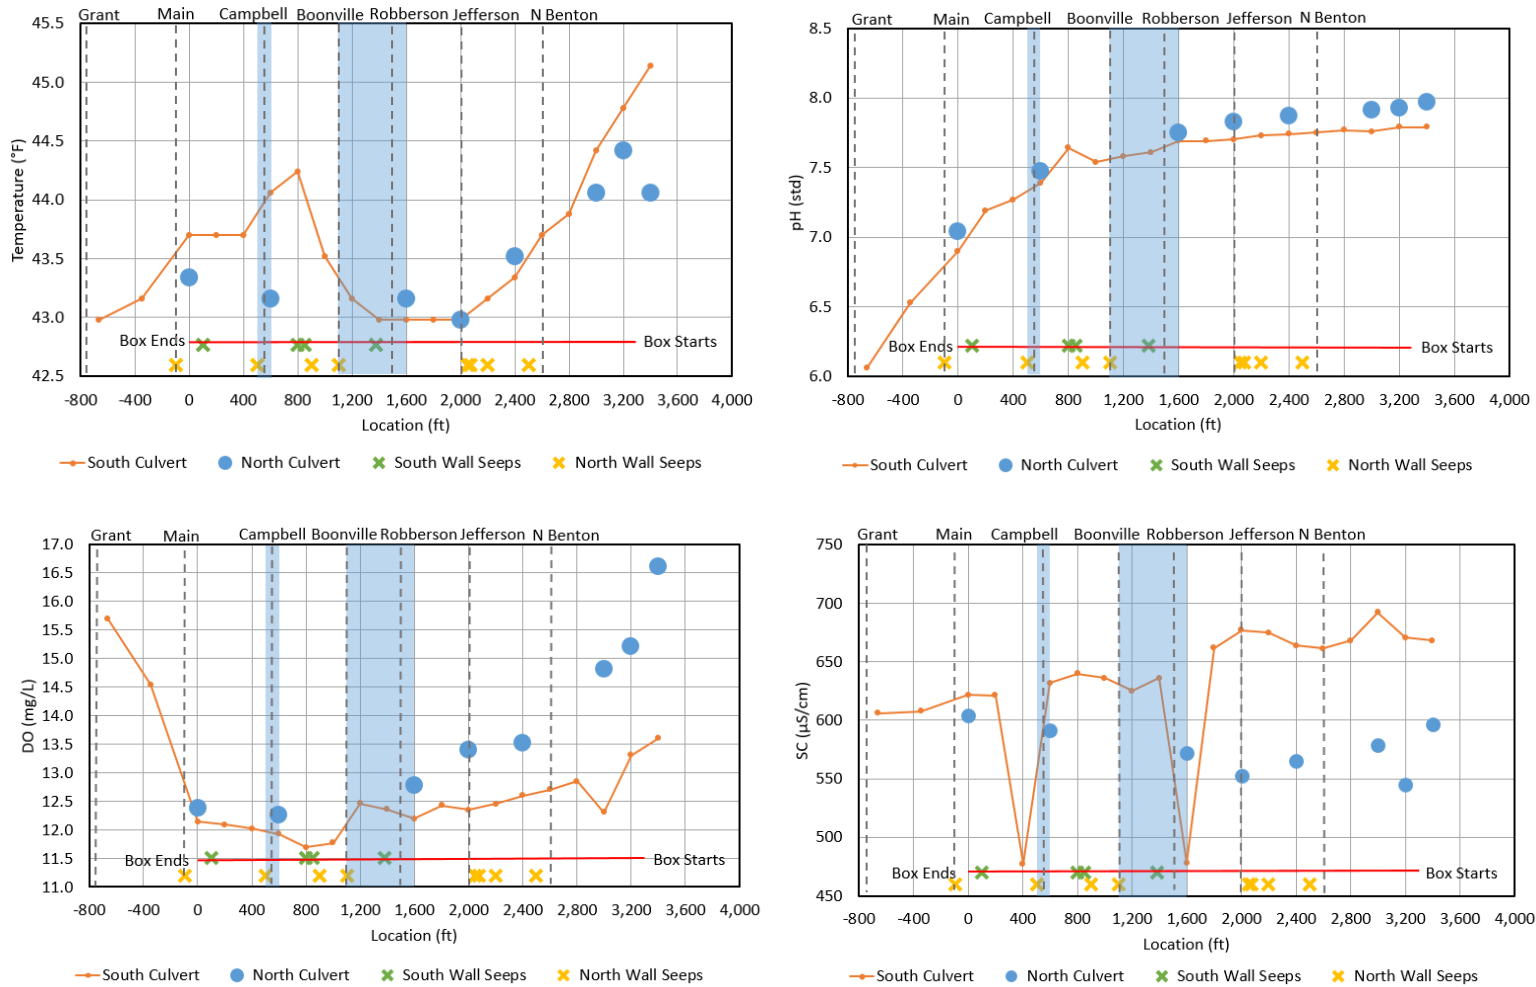 Grant Main Campbell Boonville Robberson Jefferson N Benton
45.5
45.0
44.5
44.0
43.5
43.0
42.5
Temperature (°F)
Box Ends
Box Starts
-800 -400 0 400 800 1,200 1,600 2,000 2,400 2,800 3,200 3,600 4,000
Location (ft)
South Culvert North Culvert South Wall Seeps North Wall Seeps
Grant Main Campbell Boonville Robberson Jefferson N Benton
8.5
8.0
7.5
7.0
6.5
6.0
pH (std)
Box Ends
Box Starts
-800 -400 0 400 800 1,200 1,600 2,000 2,400 2,800 3,200 3,600 4,000
Location (ft)
South Culvert North Culvert South Wall Seeps North Wall Seeps
Grant Main Campbell Boonville Robberson Jefferson N Benton
17.0
16.5
16.0
15.5
15.0
14.5
14.0
13.5
13.0
12.5
12.0
11.5
11.0
DO (mg/L)
Box Ends
Box Starts
-800 -400 0 400 800 1,200 1,600 2,000 2,400 2,800 3,200 3,600 4,000
Location (ft)
South Culvert North Culvert South Wall Seeps North Wall Seeps
Grant Main Campbell Boonville Robberson Jefferson N Benton
750
700
650
600
550
500
450
SC (µS/cm)
Box Ends
Box Starts
-800 -400 0 400 800 1,200 1,600 2,000 2,400 2,800 3,200 3,600 4,000
Location (ft)
South Culvert North Culvert South Wall Seeps North Wall Seeps